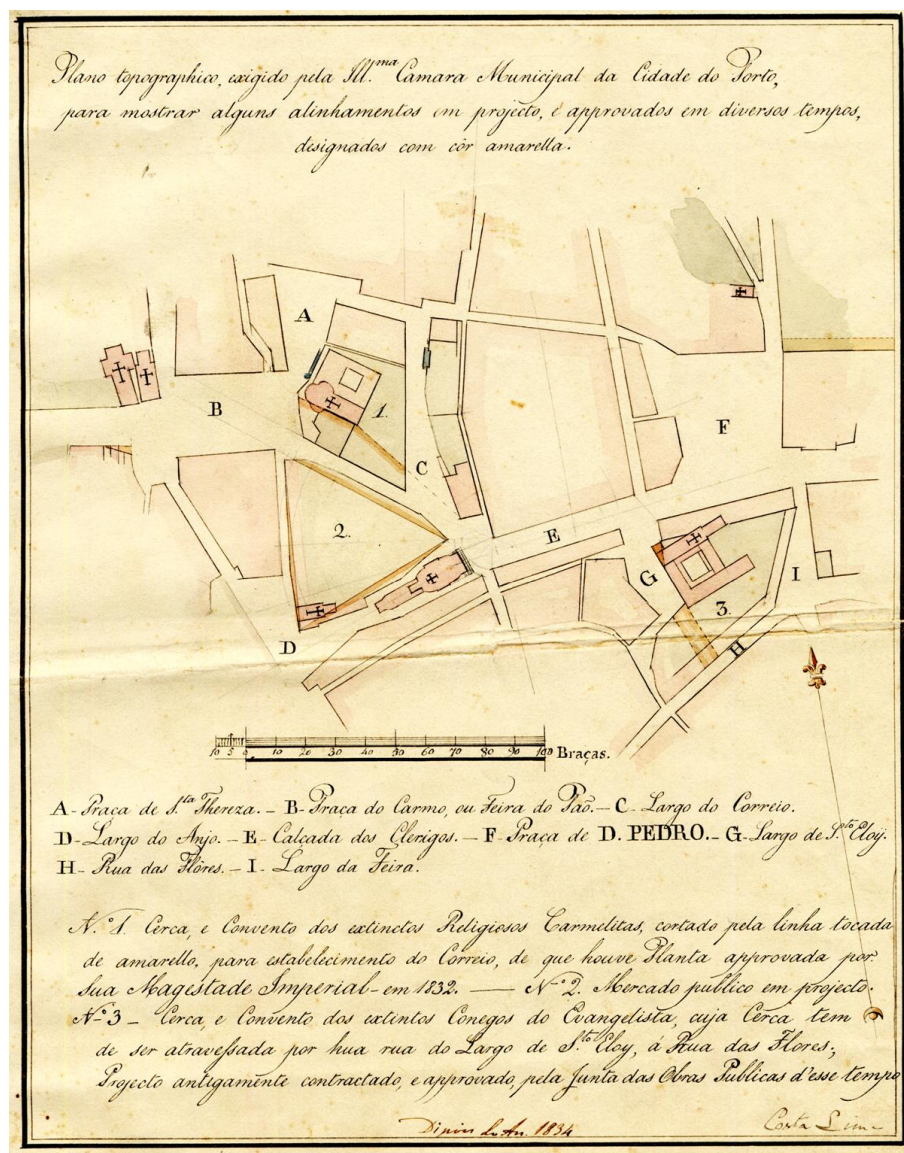 Plano topographico, exigido pela Ill.ma Camara Municipal da Cidade do Porto,
para mostrar alguns alinhamentos em projecto, e approvados em diversos tempos,
designados com côr amarella.
A
B
1.
C
F
2.
E
G
I
3.
H
D
10 5 0 10 20 30 40 50 60 70 80 90 100 Braças.
A - Praça de S.ta Thereza. - B - Praça do Carmo, ou Feira do Pão. - C - Largo do Correio.
D - Largo do Anjo. - E - Calçada dos Clerigos. - F - Praça de D. PEDRO. - G - Largo de S.to Eloÿ.
H - Rua das Flôres. - I - Largo da Feira.
N.º 1. Cerca, e Convento dos extinctos Religiosos Carmelitas, cortado pela linha tocada
de amarello, para estabelecimento do Correio, de que houve Planta approvada por
Sua Magestade Imperial - em 1832. — N.º 2. Mercado publico em projecto.
N.º 3 - Cerca, e Convento dos extintos Conegos do Evangelista, cuja Cerca tem
de ser atravessada por hua rua do Largo de S.to Eloy, á Rua das Flores;
Projecto antigamente contractado, e approvado, pela Junta das Obras Publicas d'esse tempo
1834
Costa Lima